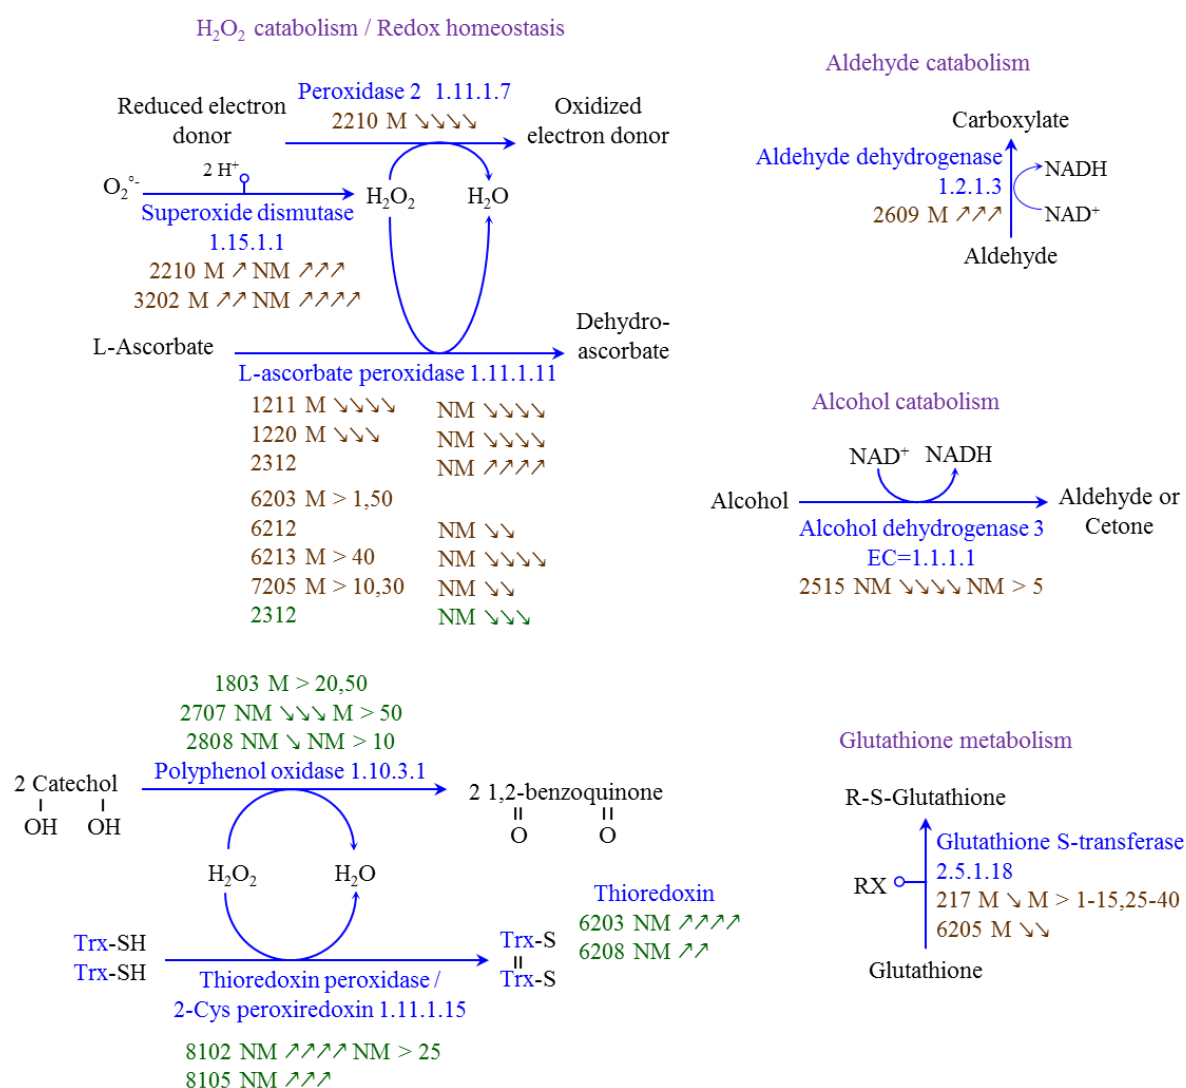 H₂O₂ catabolism / Redox homeostasis
Peroxidase 2 1.11.1.7
2210 M ↘↘↘↘
Reduced electron
donor
Oxidized
electron donor
2 H⁺
O₂°⁻
H₂O₂
H₂O
Superoxide dismutase
1.15.1.1
2210 M ↗ NM ↗↗↗
3202 M ↗↗ NM ↗↗↗↗
L-Ascorbate
Dehydro-
ascorbate
L-ascorbate peroxidase 1.11.1.11
1211 M ↘↘↘↘ NM ↘↘↘↘
1220 M ↘↘↘ NM ↘↘↘↘
2312 NM ↗↗↗↗
6203 M > 1,50
6212 NM ↘↘
6213 M > 40 NM ↘↘↘↘
7205 M > 10,30 NM ↘↘
2312 NM ↘↘↘
Aldehyde catabolism
Carboxylate
Aldehyde dehydrogenase
1.2.1.3
2609 M ↗↗↗
NADH
NAD⁺
Aldehyde
Alcohol catabolism
NAD⁺ NADH
Alcohol
Aldehyde or
Cetone
Alcohol dehydrogenase 3
EC=1.1.1.1
2515 NM ↘↘↘↘ NM > 5
1803 M > 20,50
2707 NM ↘↘↘ M > 50
2808 NM ↘ NM > 10
Polyphenol oxidase 1.10.3.1
2 Catechol
OH OH
2 1,2-benzoquinone
O O
H₂O₂
H₂O
Trx-SH
Trx-SH
Trx-S
Trx-S
Thioredoxin peroxidase /
2-Cys peroxiredoxin 1.11.1.15
8102 NM ↗↗↗↗ NM > 25
8105 NM ↗↗↗
Thioredoxin
6203 NM ↗↗↗↗
6208 NM ↗↗
Glutathione metabolism
R-S-Glutathione
Glutathione S-transferase
2.5.1.18
RX
217 M ↘ M > 1-15,25-40
6205 M ↘↘
Glutathione